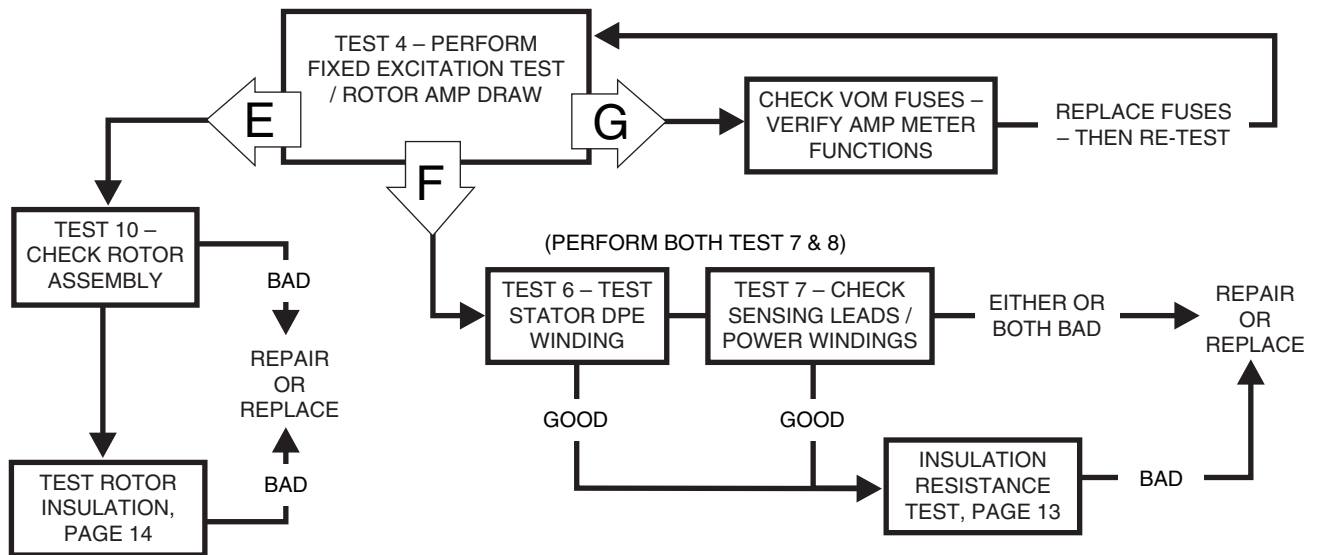 TEST 4 – PERFORM
FIXED EXCITATION TEST
/ ROTOR AMP DRAW
E
F
G
CHECK VOM FUSES –
VERIFY AMP METER
FUNCTIONS
REPLACE FUSES
– THEN RE-TEST
TEST 10 –
CHECK ROTOR
ASSEMBLY
BAD
REPAIR
OR
REPLACE
BAD
TEST ROTOR
INSULATION,
PAGE 14
(PERFORM BOTH TEST 7 & 8)
TEST 6 – TEST
STATOR DPE
WINDING
TEST 7 – CHECK
SENSING LEADS /
POWER WINDINGS
EITHER OR
BOTH BAD
REPAIR
OR
REPLACE
GOOD
GOOD
INSULATION
RESISTANCE
TEST, PAGE 13
BAD